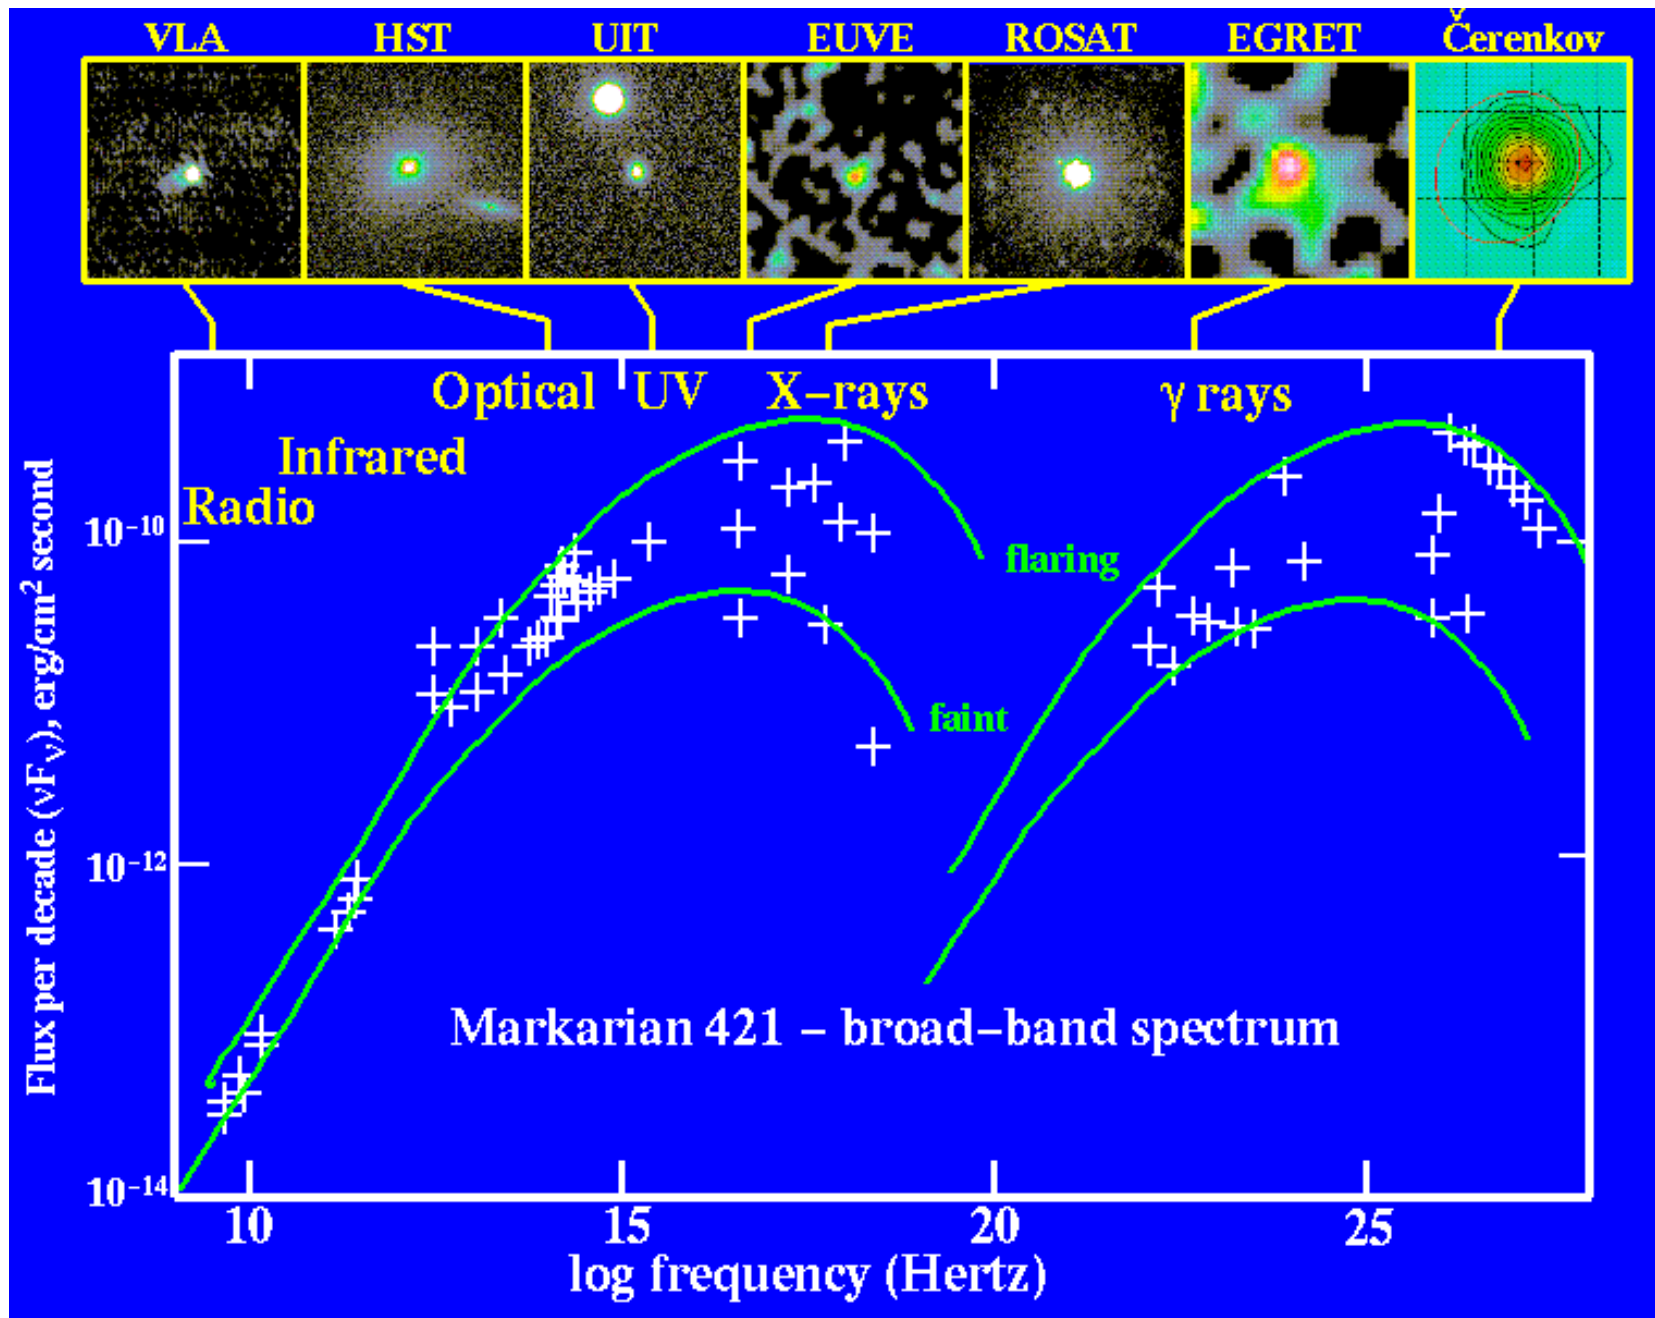 VLA HST UIT EUVE ROSAT EGRET Čerenkov
Optical UV X-rays γ rays
Infrared
Radio
10⁻¹⁰
flaring
faint
10⁻¹²
Markarian 421 – broad-band spectrum
10⁻¹⁴
10 15 20 25
log frequency (Hertz)
Flux per decade (νFν), erg/cm² second